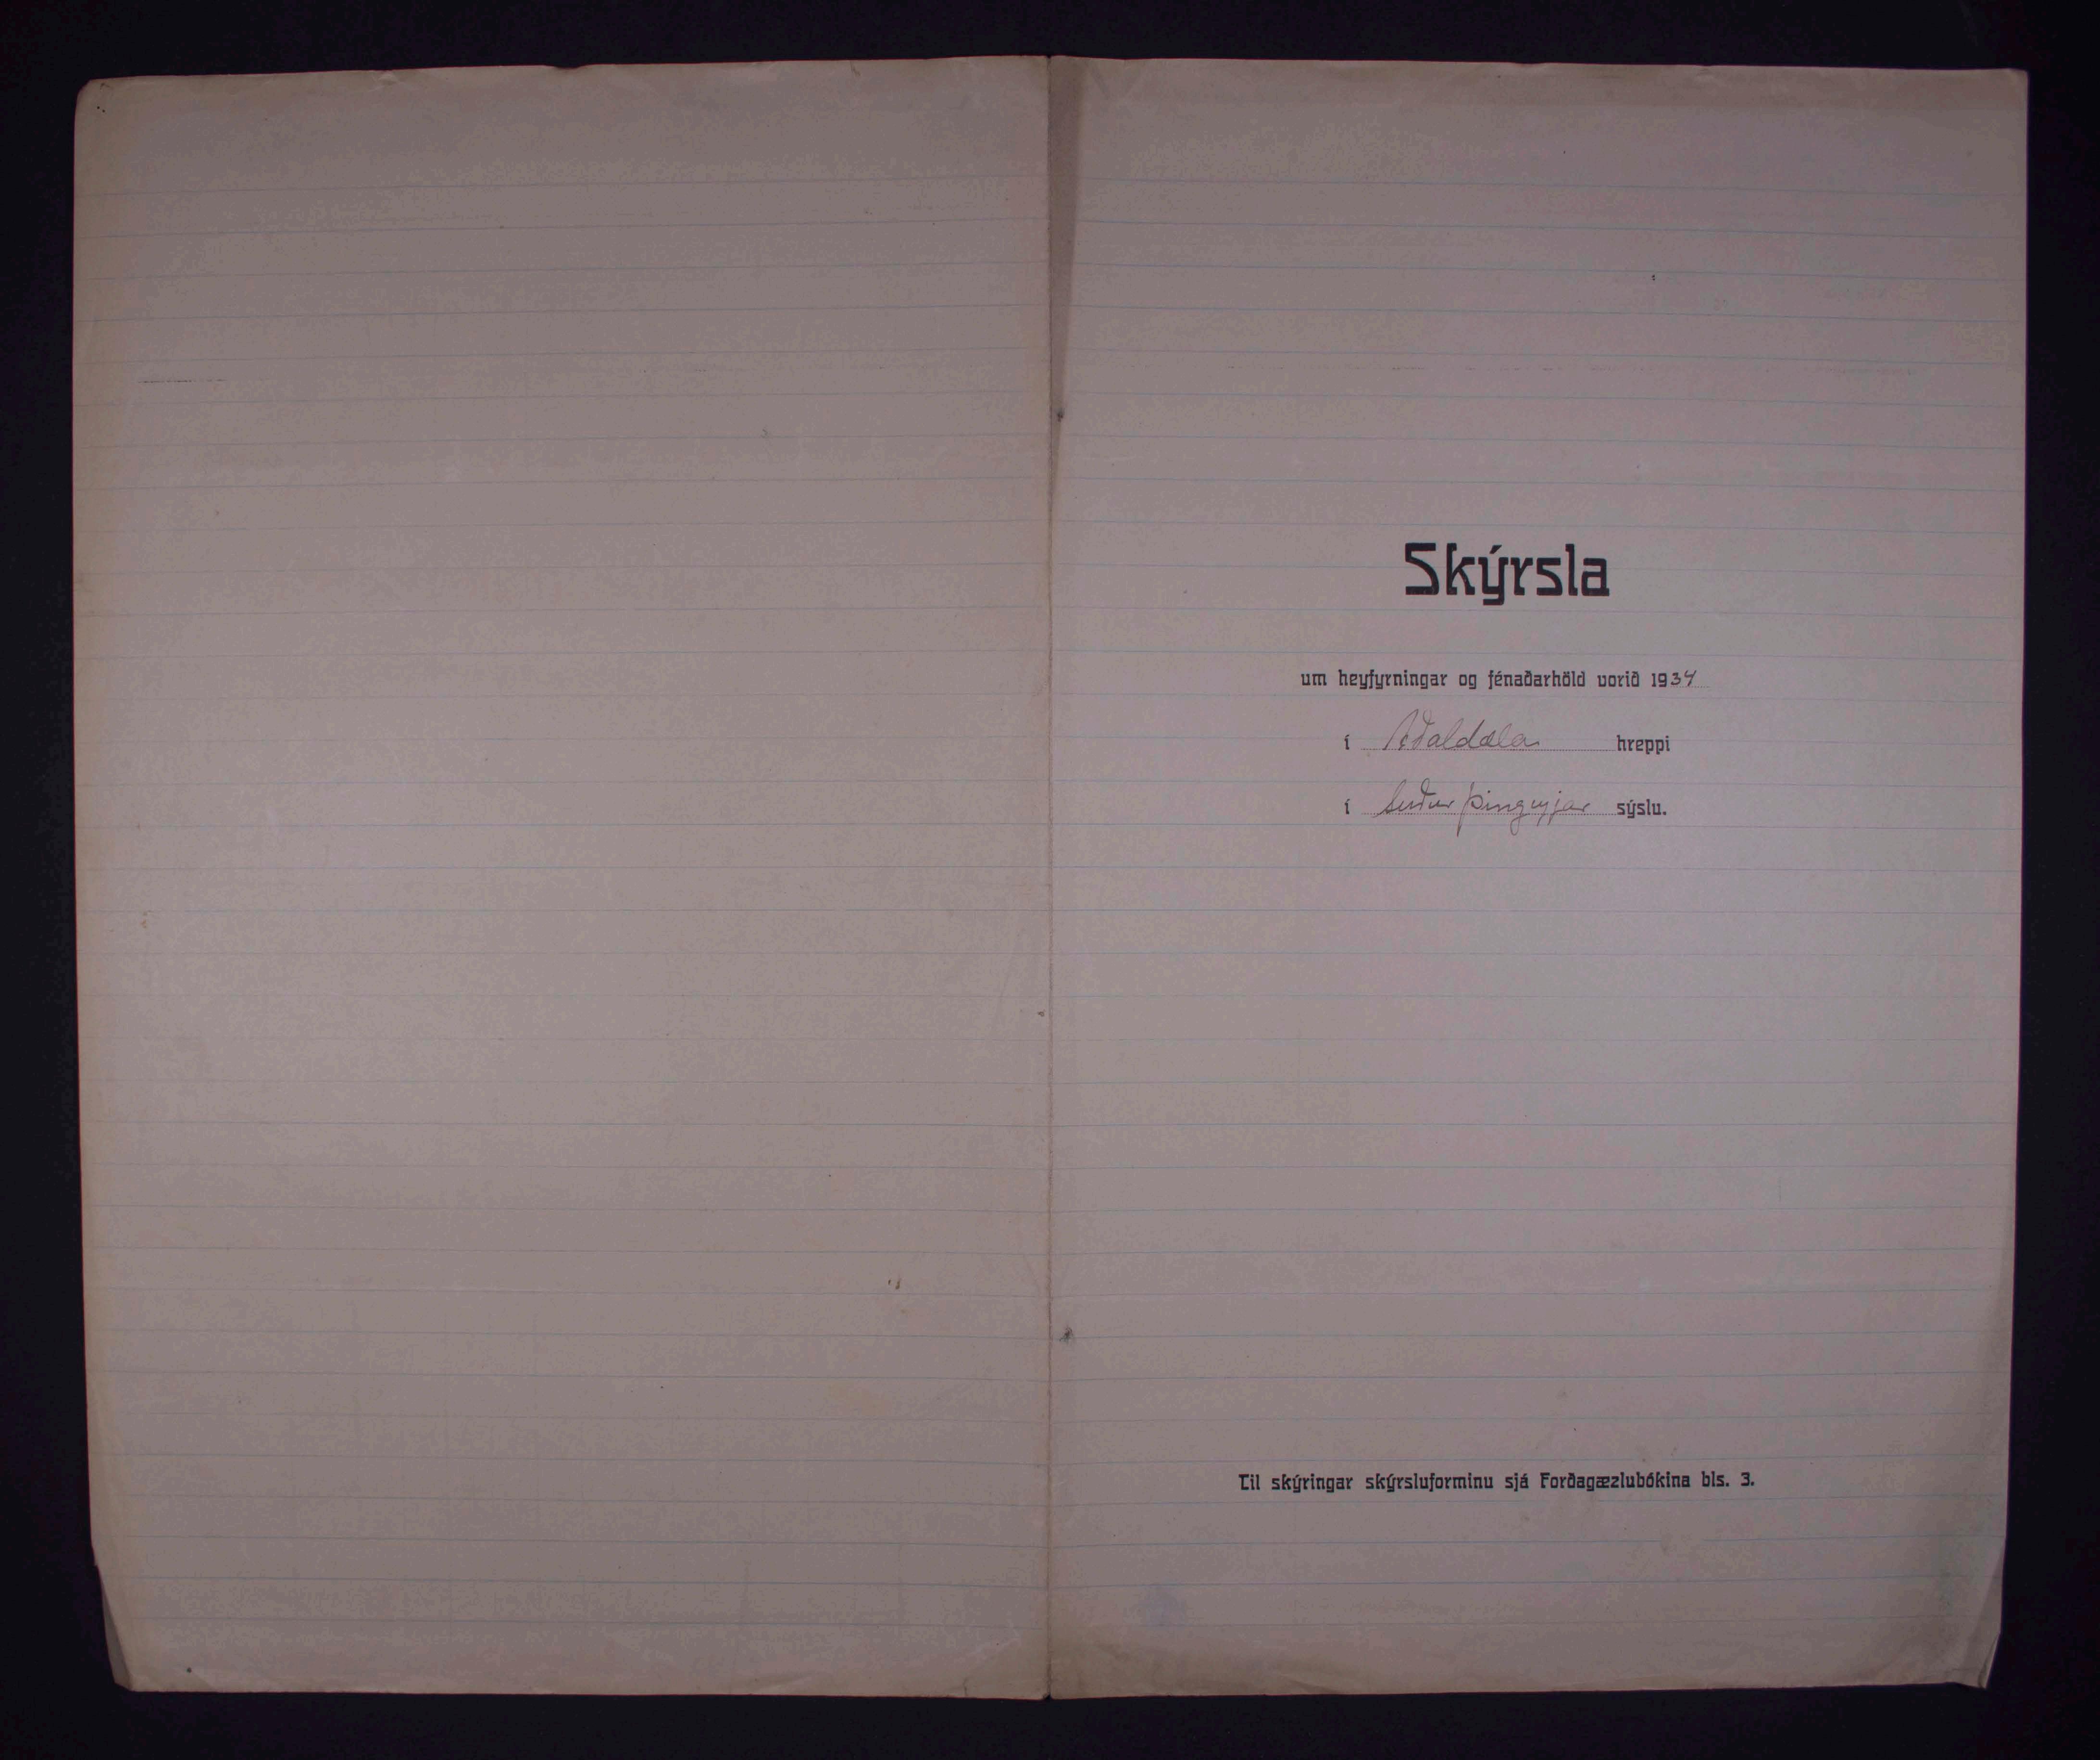 Skýrsla
um heyfyrningar og fénaðarhöld vorið 1934
í Aðaldæla hreppi
í Suður Þingeyjar sýslu.
Til skýringar skýrsluforminu sjá Forðagæzlubókina bls. 3.